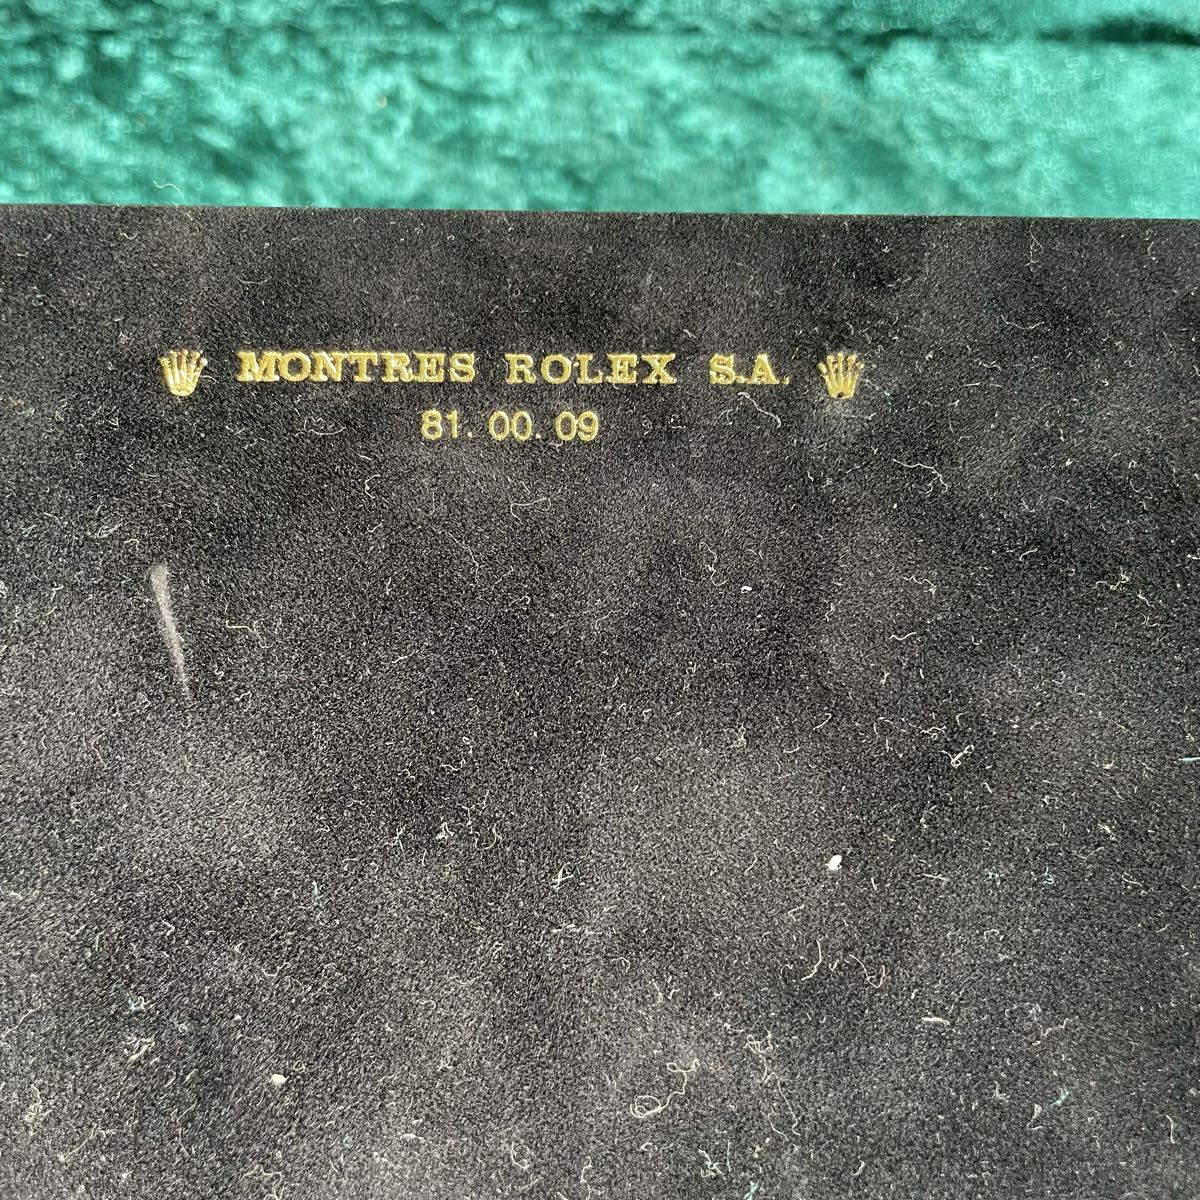 MONTRES ROLEX S.A.
81. 00. 09